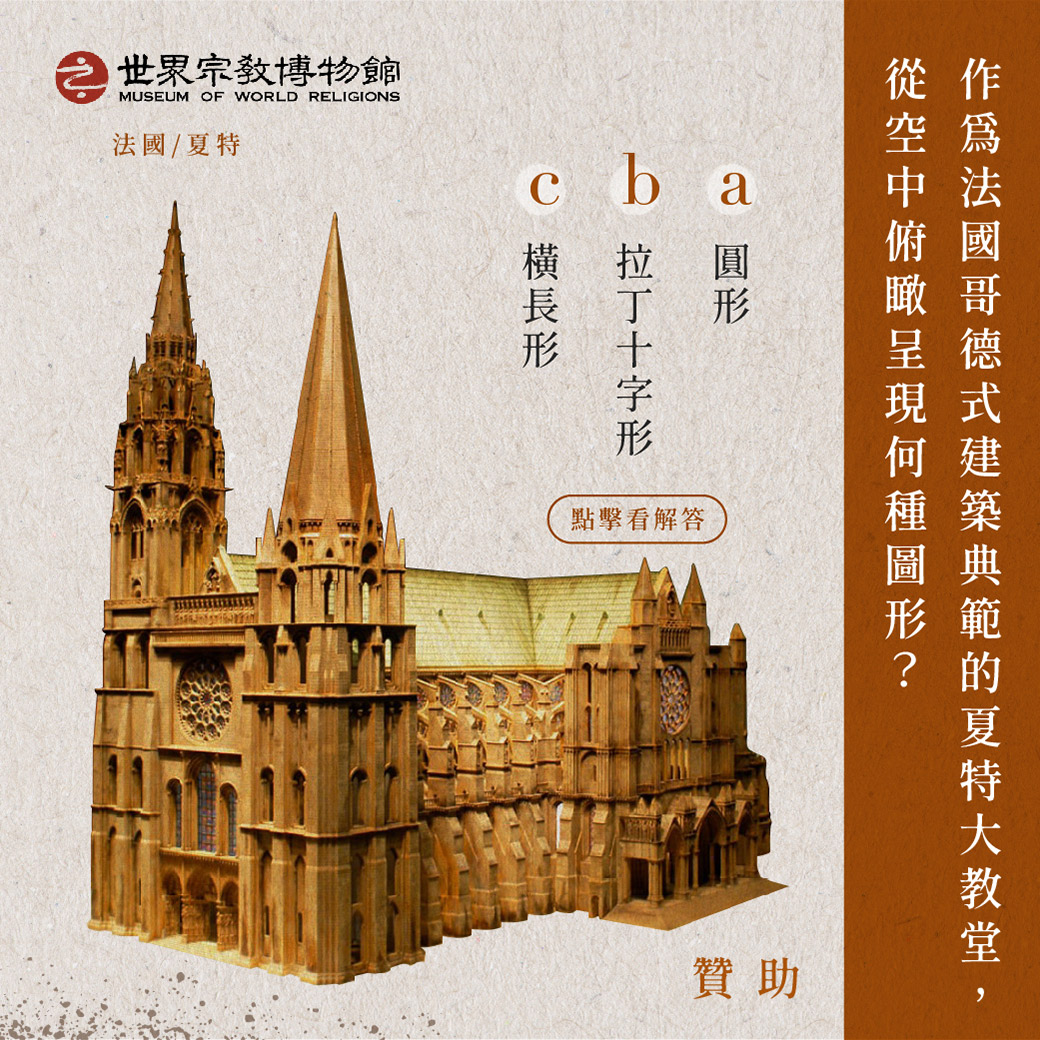 世界宗教博物館
MUSEUM OF WORLD RELIGIONS
法國/夏特
作爲法國哥德式建築典範的夏特大教堂，
從空中俯瞰呈現何種圖形？
a 圓形
b 拉丁十字形
c 橫長形
點擊看解答
贊助